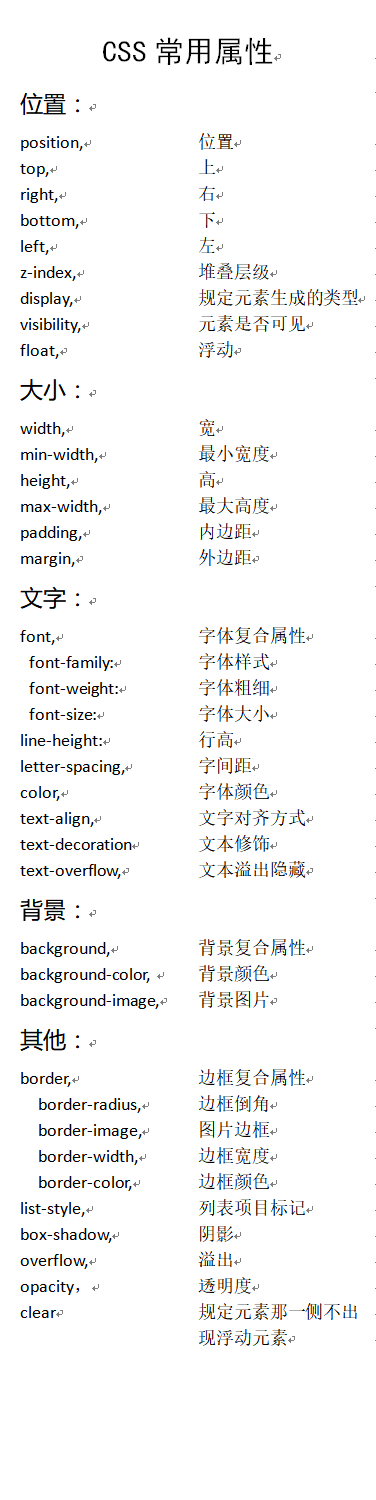 CSS 常用属性
位置：
position, 位置
top, 上
right, 右
bottom, 下
left, 左
z-index, 堆叠层级
display, 规定元素生成的类型
visibility, 元素是否可见
float, 浮动
大小：
width, 宽
min-width, 最小宽度
height, 高
max-width, 最大高度
padding, 内边距
margin, 外边距
文字：
font, 字体复合属性
font-family: 字体样式
font-weight: 字体粗细
font-size: 字体大小
line-height: 行高
letter-spacing, 字间距
color, 字体颜色
text-align, 文字对齐方式
text-decoration 文本修饰
text-overflow, 文本溢出隐藏
背景：
background, 背景复合属性
background-color, 背景颜色
background-image, 背景图片
其他：
border, 边框复合属性
border-radius, 边框倒角
border-image, 图片边框
border-width, 边框宽度
border-color, 边框颜色
list-style, 列表项目标记
box-shadow, 阴影
overflow, 溢出
opacity， 透明度
clear 规定元素那一侧不出
现浮动元素